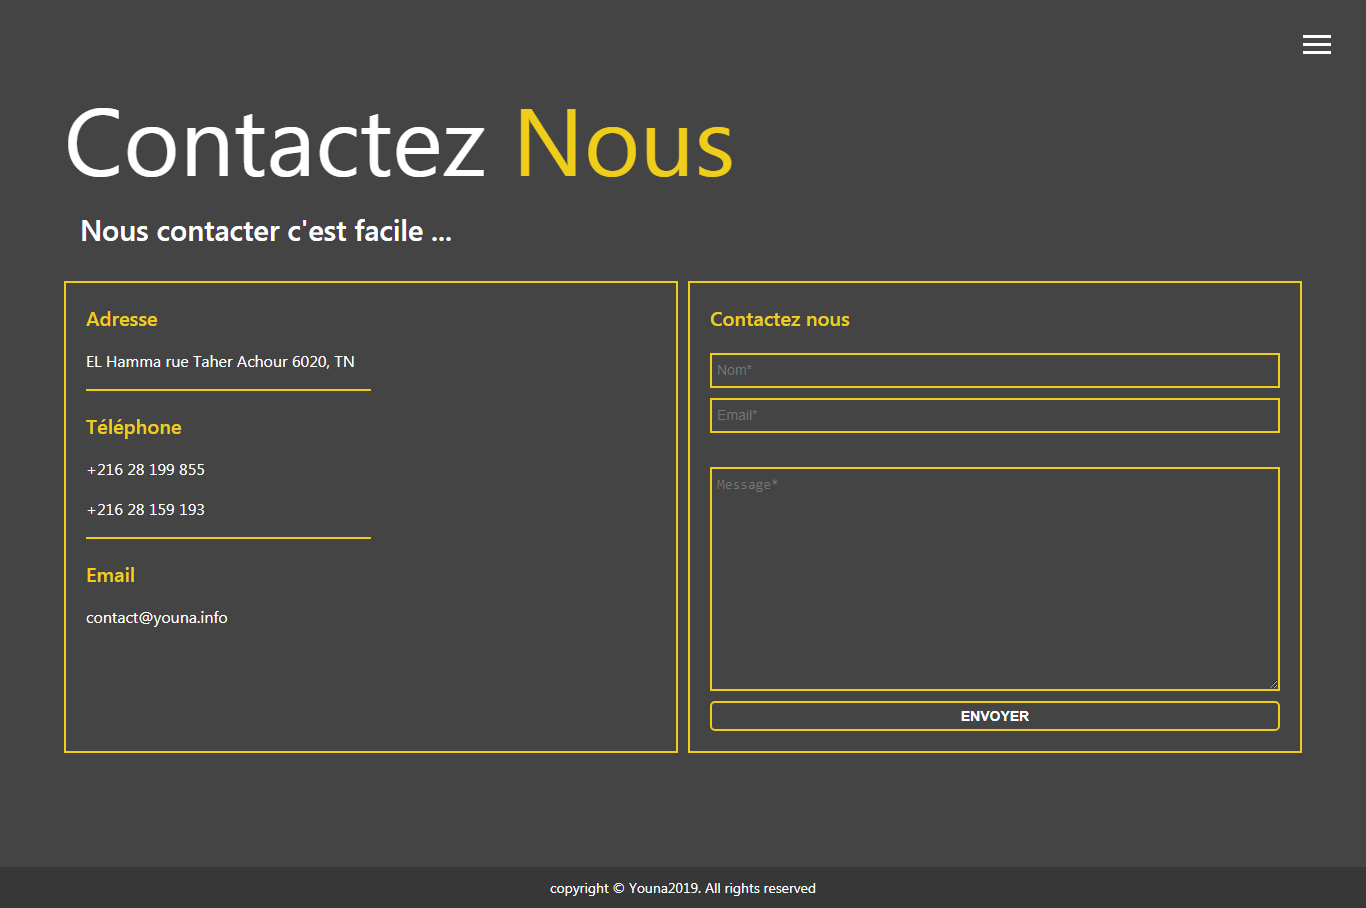 Contactez Nous
Nous contacter c'est facile ...
Adresse
EL Hamma rue Taher Achour 6020, TN
Téléphone
+216 28 199 855
+216 28 159 193
Email
contact@youna.info
Contactez nous
Nom*
Email*
Message*
ENVOYER
copyright © Youna2019. All rights reserved